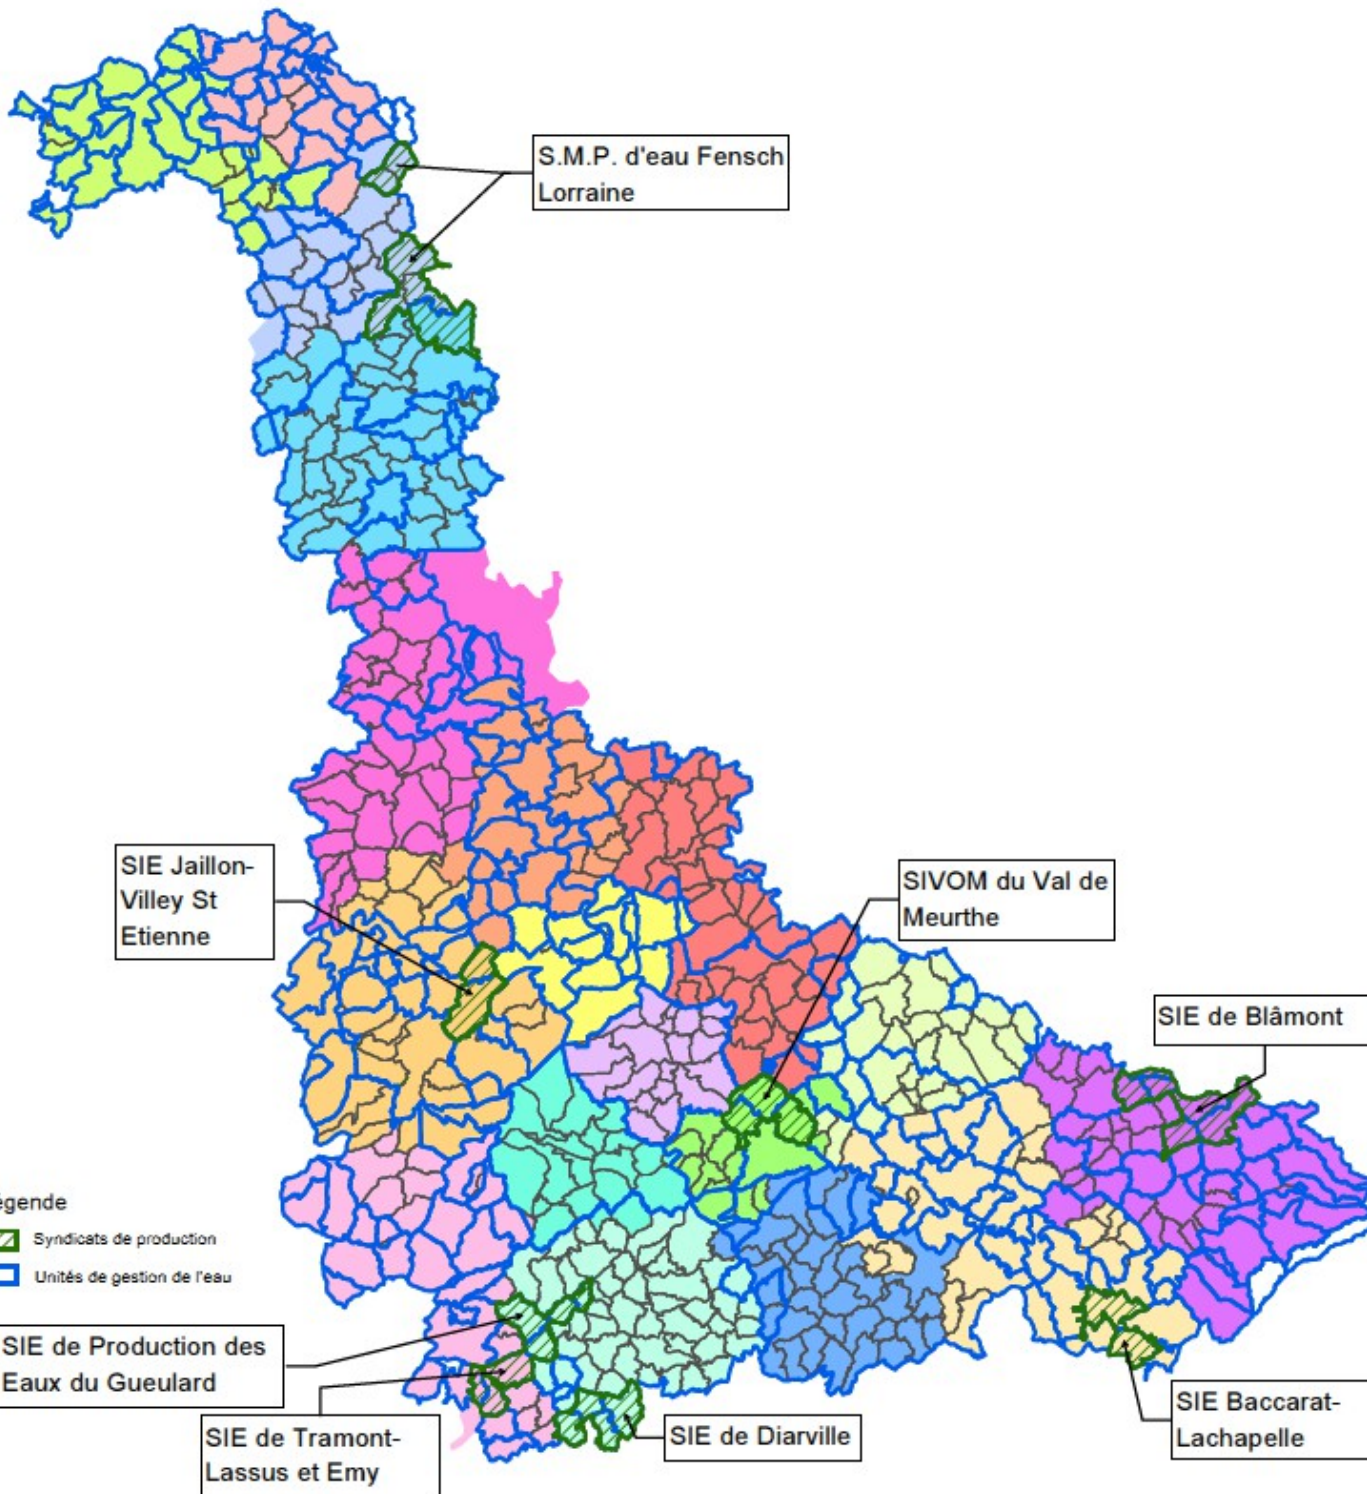 S.M.P. d'eau Fensch
Lorraine
SIE Jaillon-
Villey St
Etienne
SIVOM du Val de
Meurthe
SIE de Blâmont
égende
Syndicats de production
Unités de gestion de l'eau
SIE de Production des
Eaux du Gueulard
SIE de Tramont-
Lassus et Emy
SIE de Diarville
SIE Baccarat-
Lachapelle